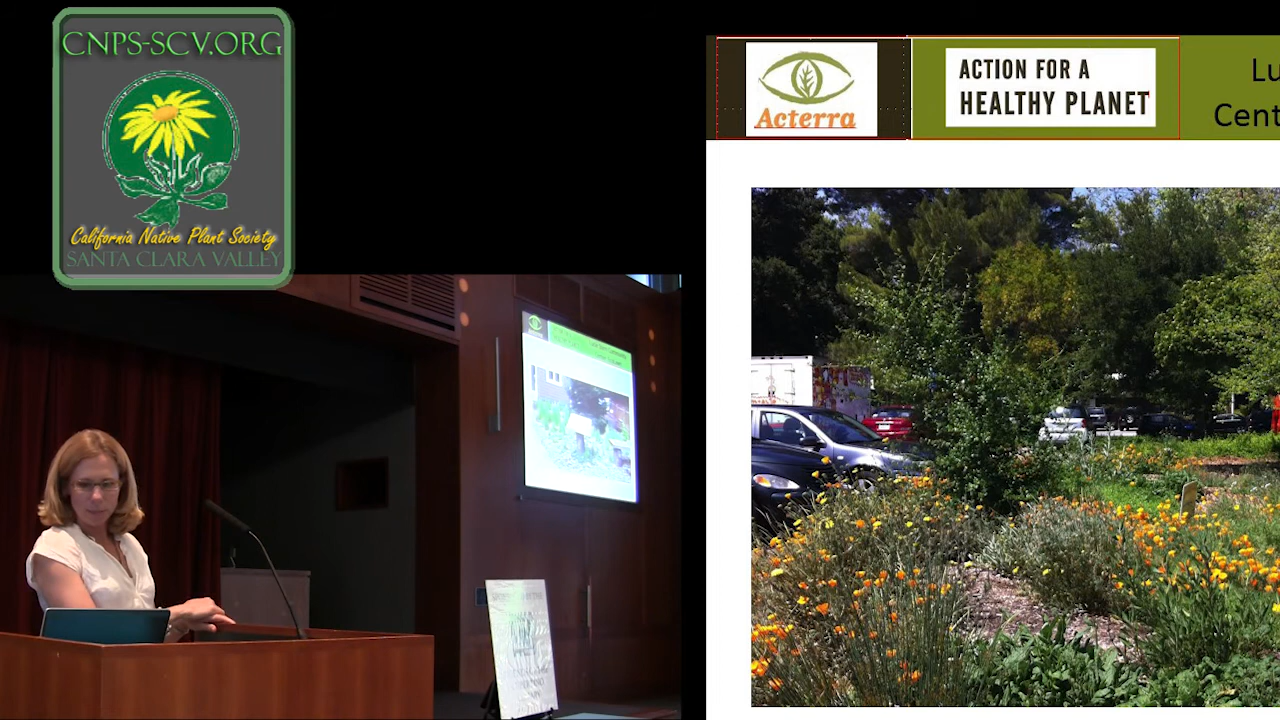 CNPS-SCV.ORG
California Native Plant Society
SANTA CLARA VALLEY
Acterra
ACTION FOR A
HEALTHY PLANET
Lu
Cent